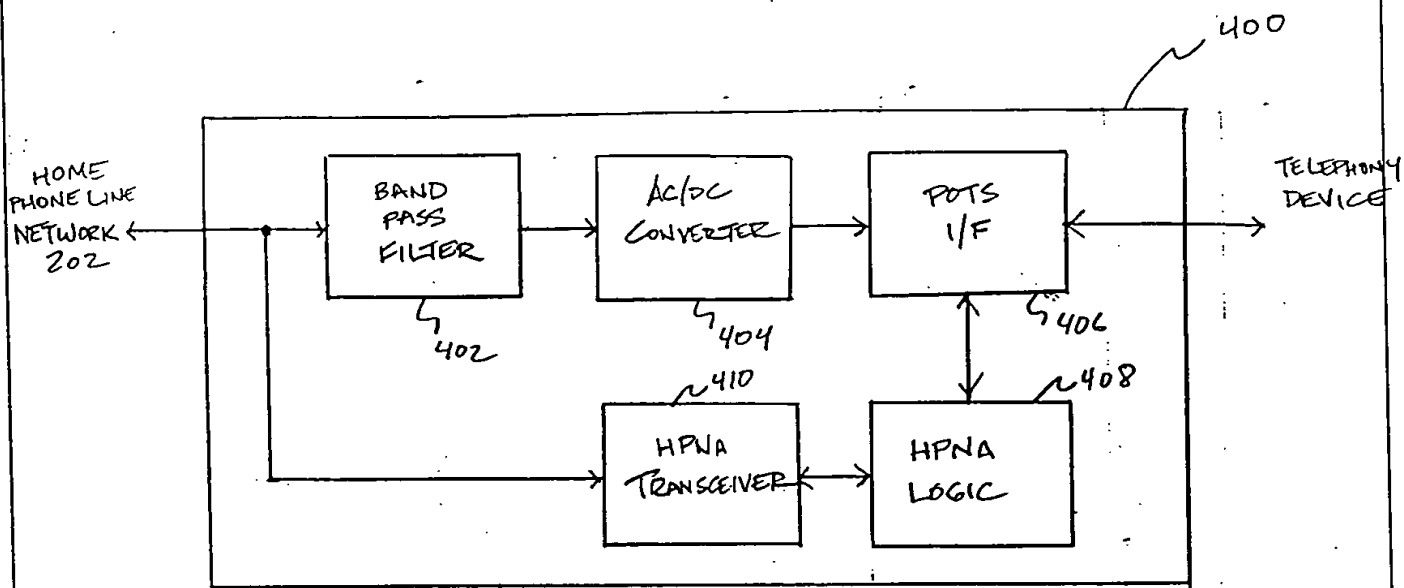 400
HOME
PHONE LINE
NETWORK
202
BAND
PASS
FILTER
402
AC/DC
CONVERTER
404
POTS
I/F
406
TELEPHONY
DEVICE
410
HPNA
TRANSCEIVER
408
HPNA
LOGIC